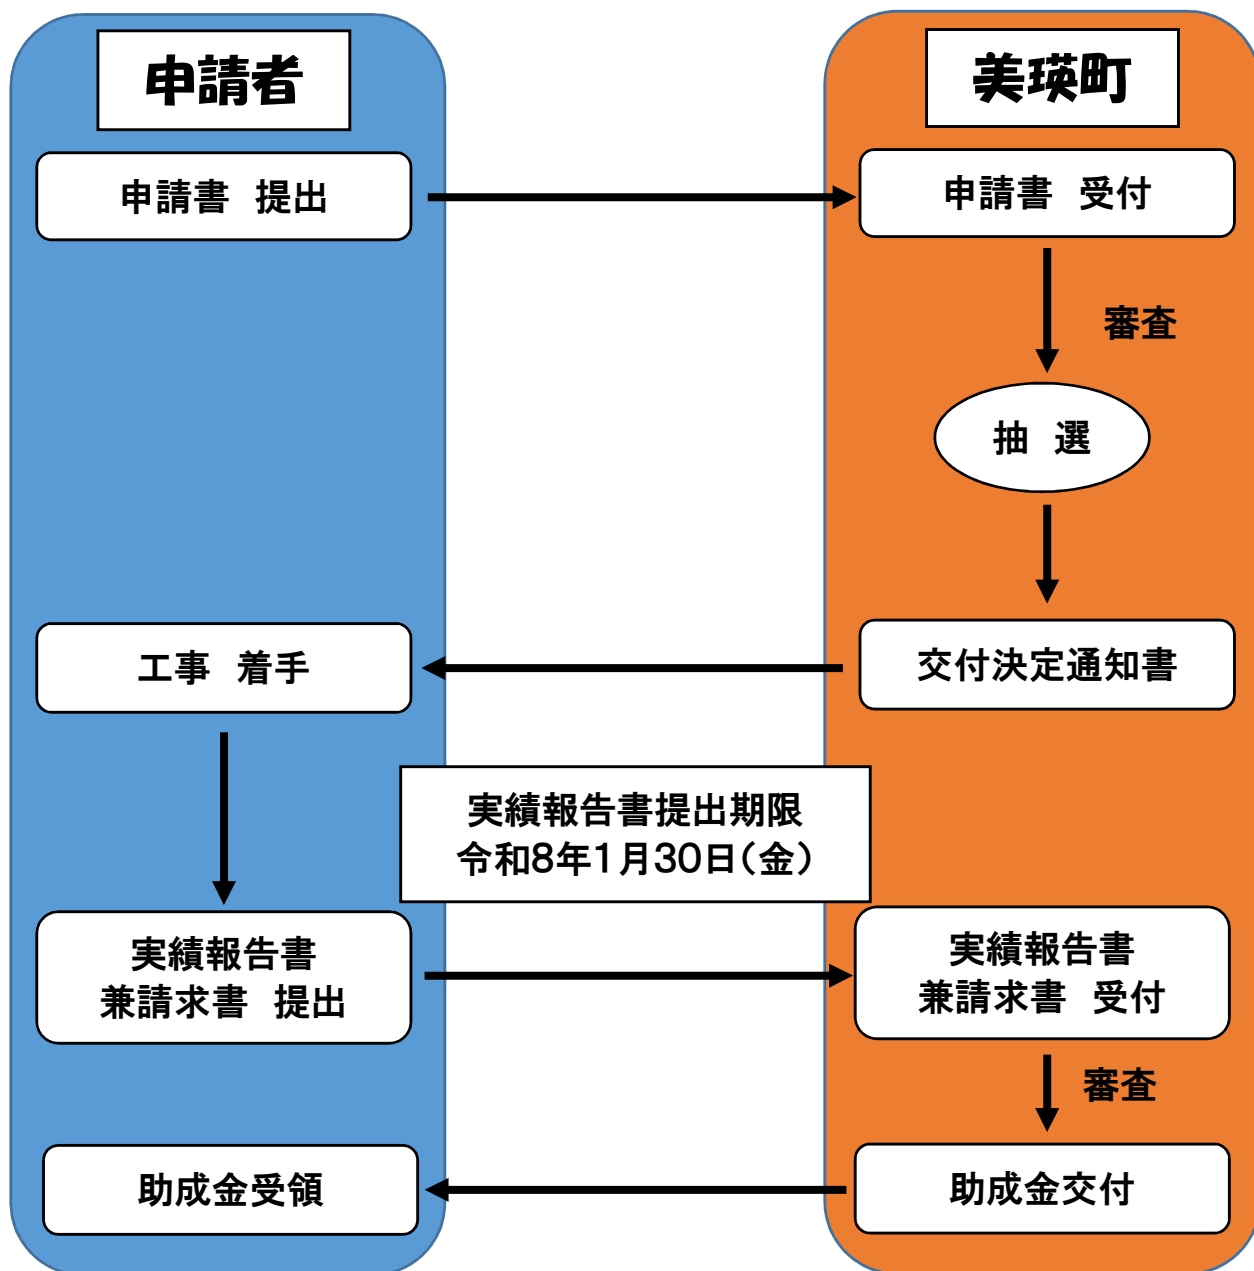 申請者
美瑛町
申請書　提出
申請書　受付
審査
抽　選
工事　着手
交付決定通知書
実績報告書提出期限
令和8年1月30日(金)
実績報告書
兼請求書　提出
実績報告書
兼請求書　受付
審査
助成金受領
助成金交付